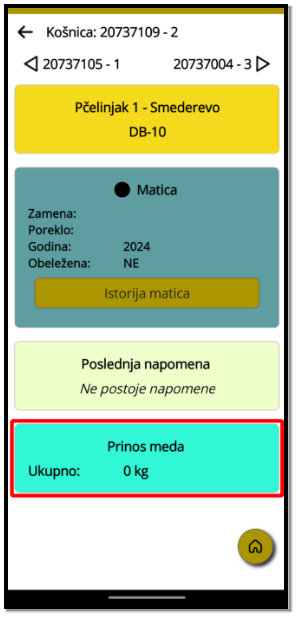 Košnica: 20737109 - 2
20737105 - 1 20737004 - 3
Pčelinjak 1 - Smederevo
DB-10
Matica
Zamena:
Poreklo:
Godina: 2024
Obeležena: NE
Istorija matica
Poslednja napomena
Ne postoje napomene
Prinos meda
Ukupno: 0 kg